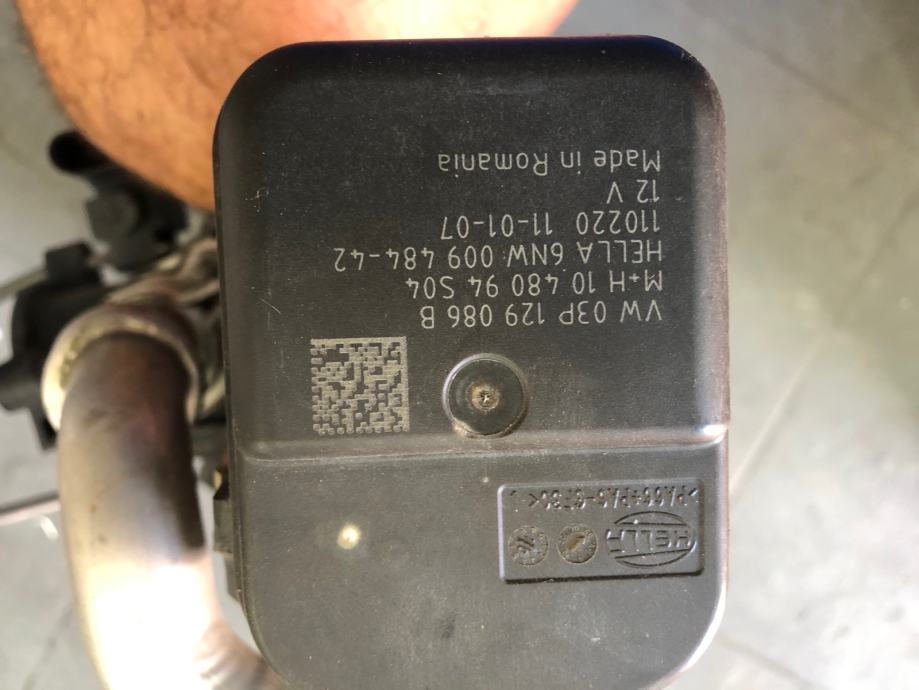 VW 03P 129 086 B
M+H 10 480 94 S04
HELLA 6NW 009 484-42
110220 11-01-07
12 V
Made in Romania
HELLA